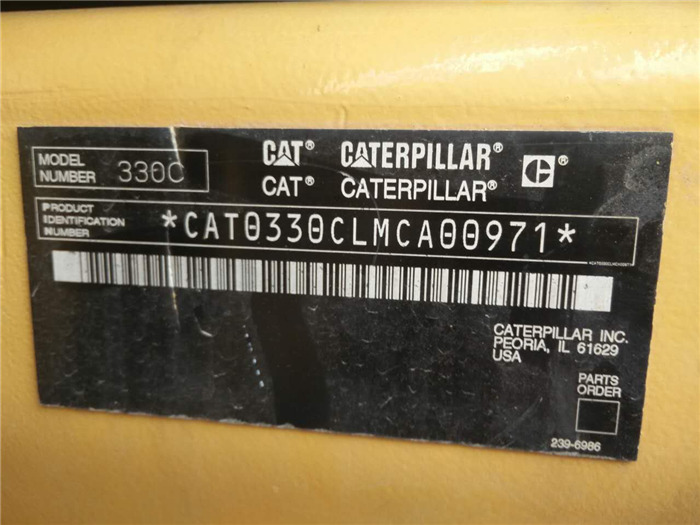 MODEL NUMBER 330C
CAT® CATERPILLAR® C®
CAT® CATERPILLAR®
PRODUCT IDENTIFICATION NUMBER *CAT0330CLMCA00971*
CATERPILLAR INC.
PEORIA, IL 61629
USA
PARTS
ORDER
239-6986